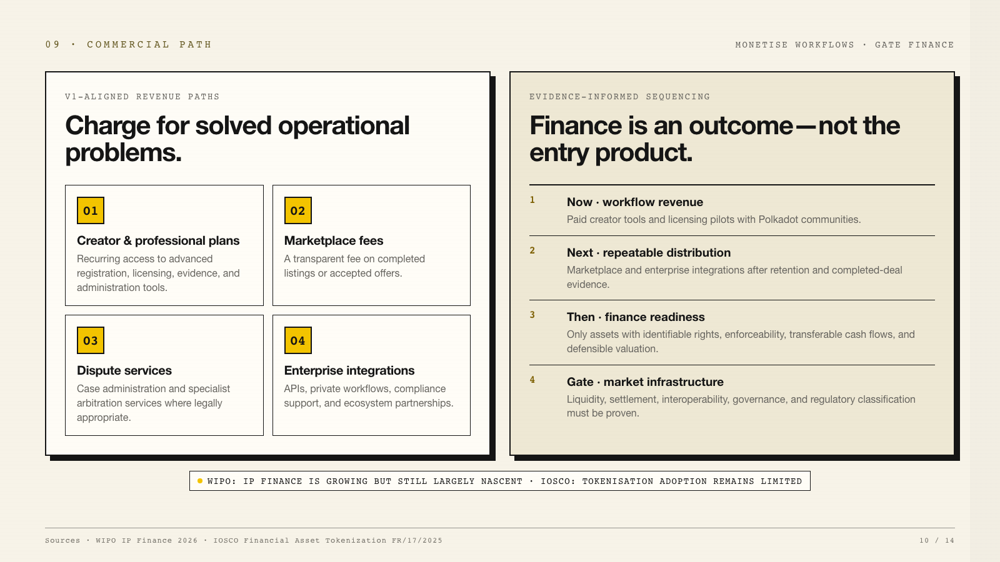 09 · COMMERCIAL PATH
MONETISE WORKFLOWS · GATE FINANCE
V1-ALIGNED REVENUE PATHS
Charge for solved operational
problems.
01
Creator & professional plans
Recurring access to advanced
registration, licensing, evidence, and
administration tools.
02
Marketplace fees
A transparent fee on completed
listings or accepted offers.
03
Dispute services
Case administration and specialist
arbitration services where legally
appropriate.
04
Enterprise integrations
APIs, private workflows, compliance
support, and ecosystem partnerships.
EVIDENCE-INFORMED SEQUENCING
Finance is an outcome—not the
entry product.
1
Now · workflow revenue
Paid creator tools and licensing pilots with Polkadot communities.
2
Next · repeatable distribution
Marketplace and enterprise integrations after retention and completed-deal
evidence.
3
Then · finance readiness
Only assets with identifiable rights, enforceability, transferable cash flows, and
defensible valuation.
4
Gate · market infrastructure
Liquidity, settlement, interoperability, governance, and regulatory classification
must be proven.
WIPO: IP FINANCE IS GROWING BUT STILL LARGELY NASCENT · IOSCO: TOKENISATION ADOPTION REMAINS LIMITED
Sources · WIPO IP Finance 2026 · IOSCO Financial Asset Tokenization FR/17/2025
10 / 14